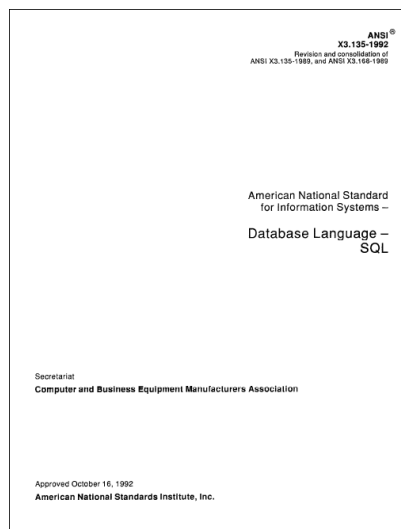 ANSI®
X3.135-1992
Revision and consolidation of
ANSI X3.135-1989, and ANSI X3.168-1989
American National Standard
for Information Systems –
Database Language –
SQL
Secretariat
Computer and Business Equipment Manufacturers Association
Approved October 16, 1992
American National Standards Institute, Inc.